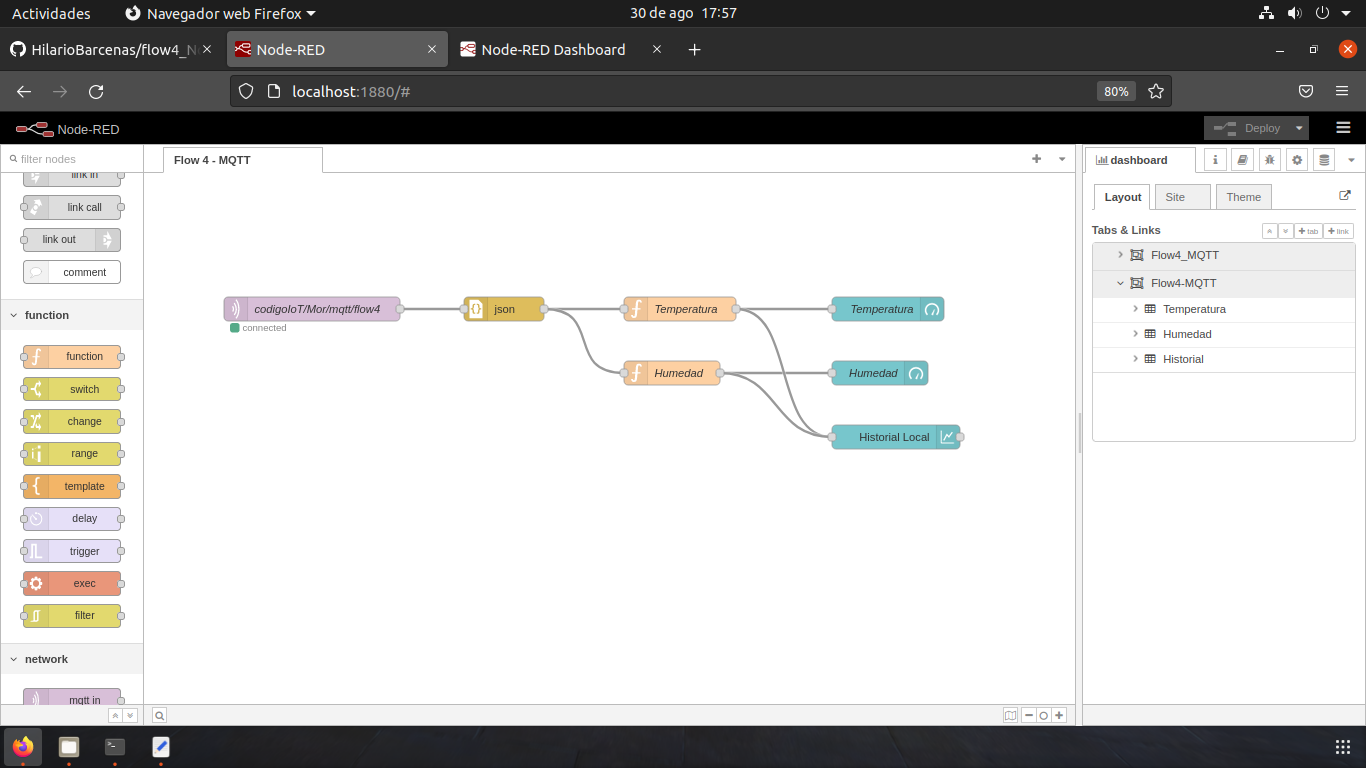 Actividades
Navegador web Firefox
30 de ago 17:57
HilarioBarcenas/flow4_N
Node-RED
Node-RED Dashboard
localhost:1880/#
80%
Node-RED
Deploy
filter nodes
Flow 4 - MQTT
dashboard
link in
link call
link out
comment
function
function
switch
change
range
template
delay
trigger
exec
filter
network
mqtt in
codigoIoT/Mor/mqtt/flow4
connected
json
Temperatura
Temperatura
Humedad
Humedad
Historial Local
Layout
Site
Theme
Tabs & Links
tab
link
Flow4_MQTT
Flow4-MQTT
Temperatura
Humedad
Historial